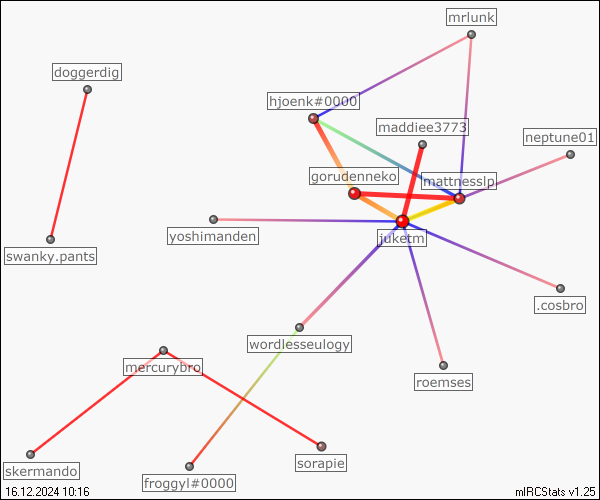 mrlunk
doggerdig
hjoenk#0000
maddiee3773
neptune01
gorudenneko
mattnesslp
yoshimanden
juketm
swanky.pants
.cosbro
wordlesseulogy
mercurybro
roemses
skermando
sorapie
froggyl#0000
16.12.2024 10:16
mIRCStats v1.25